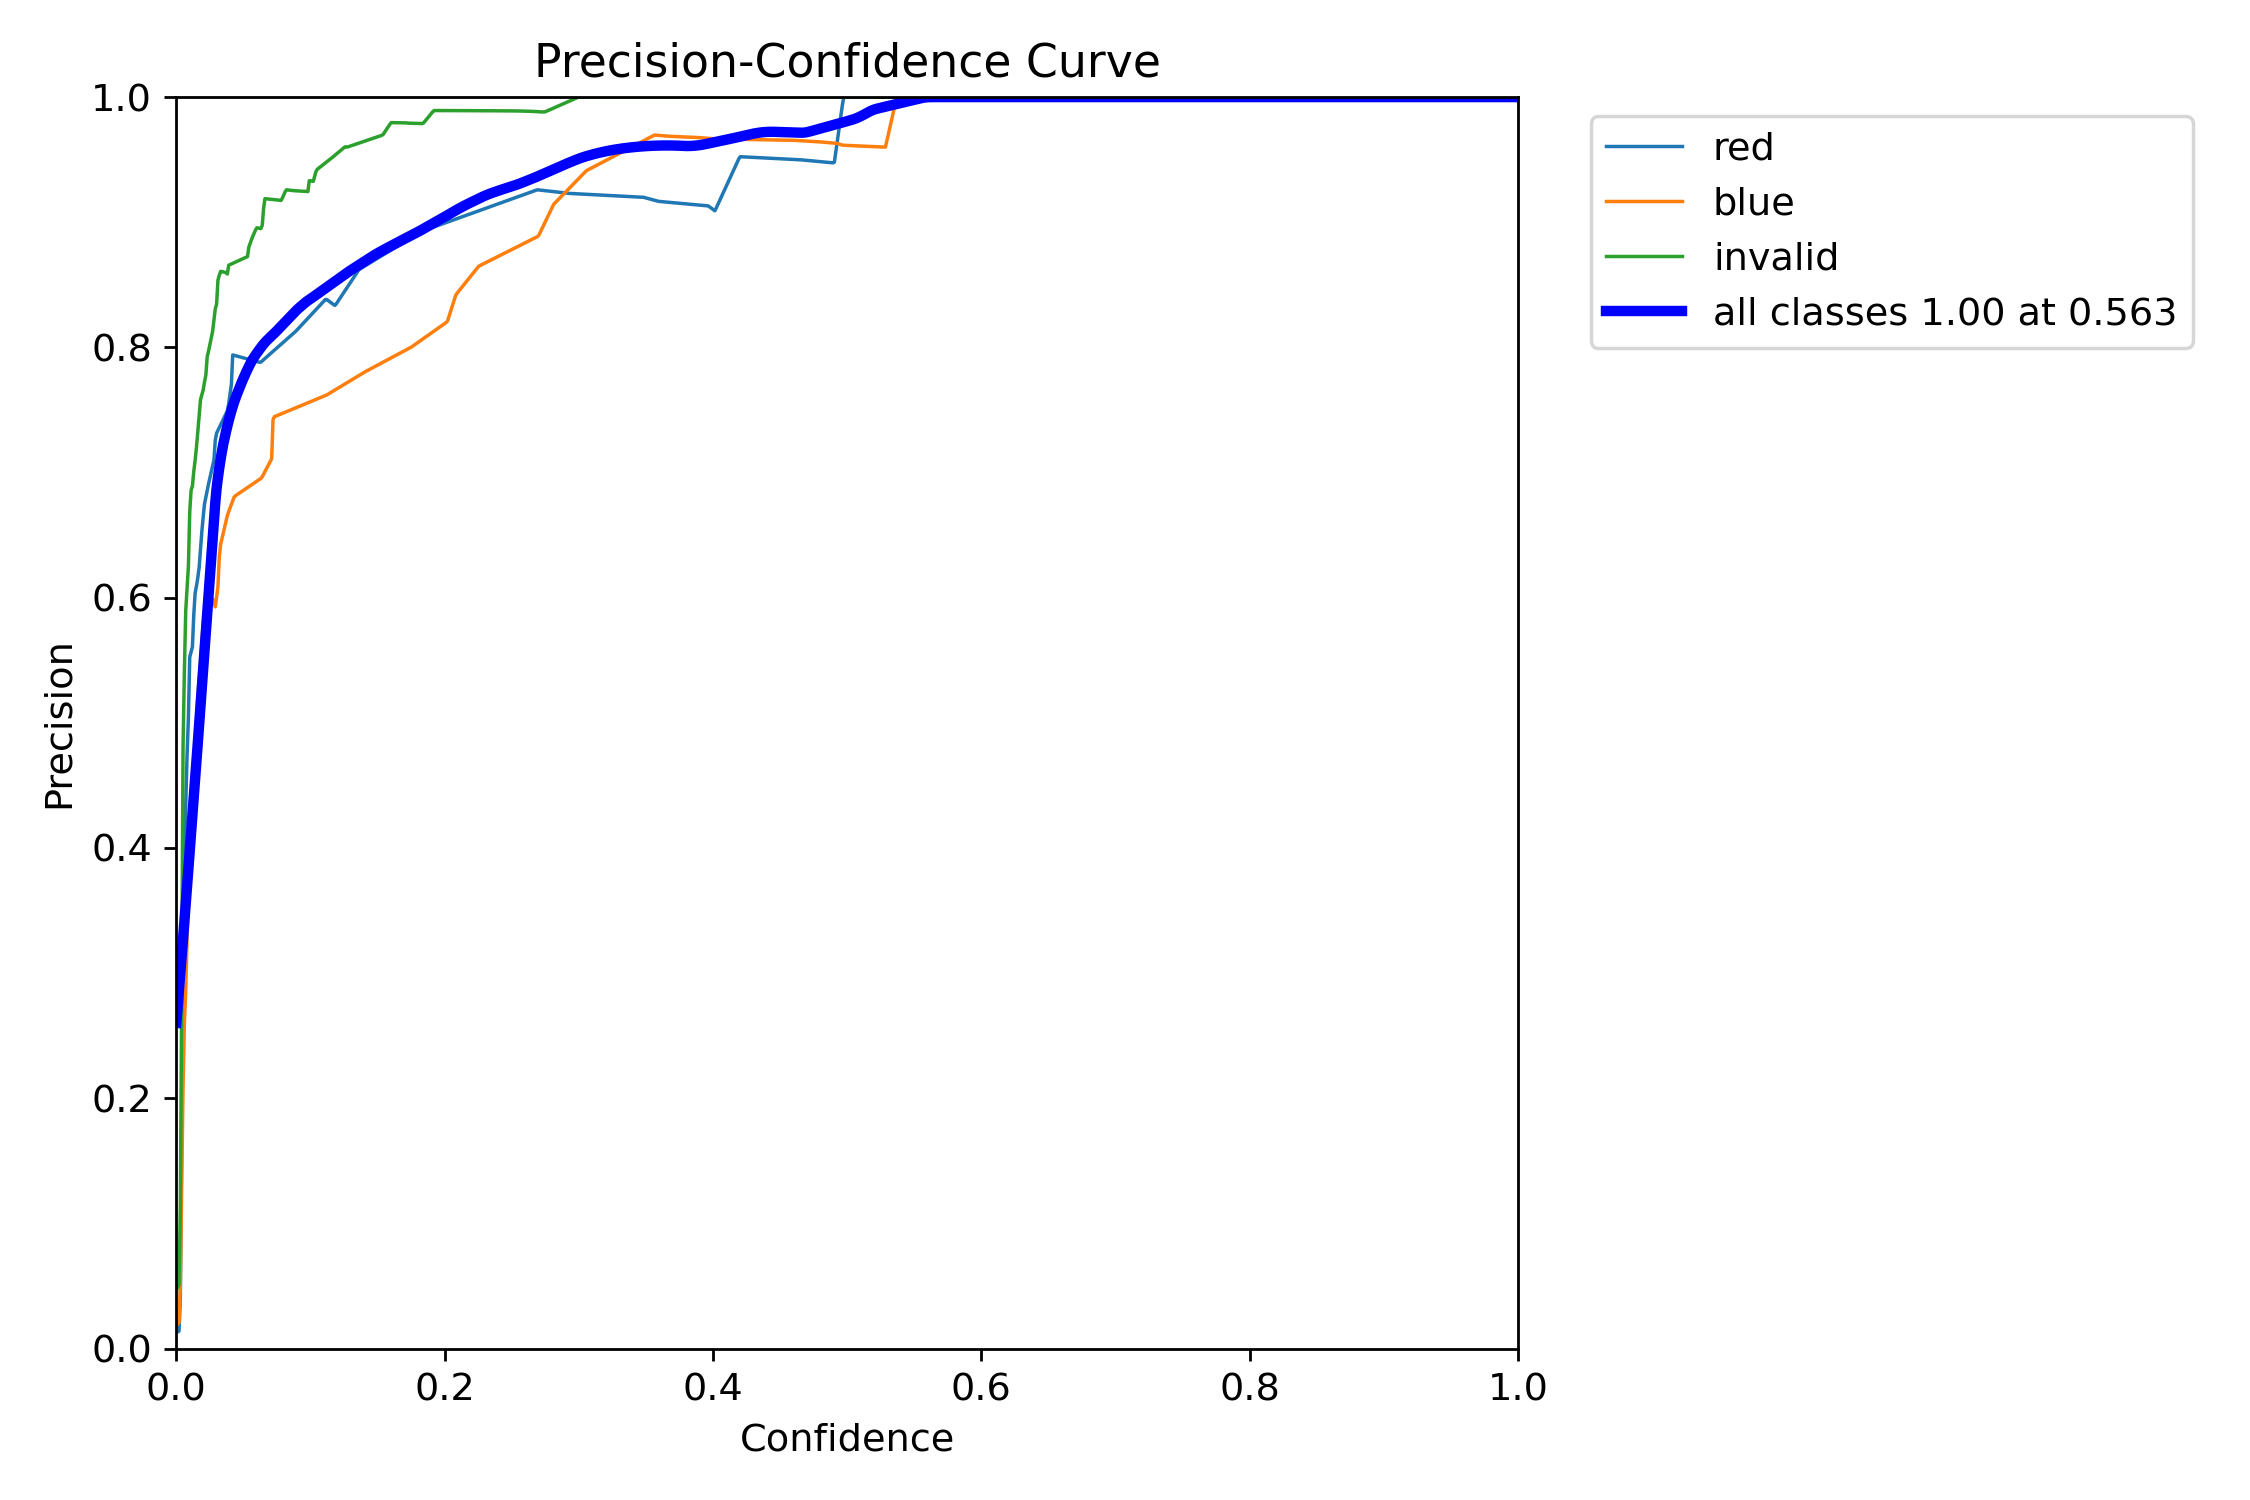 Precision-Confidence Curve
1.0
0.8
0.6
0.4
0.2
0.0
Precision
0.0 0.2 0.4 0.6 0.8 1.0
Confidence
red
blue
invalid
all classes 1.00 at 0.563